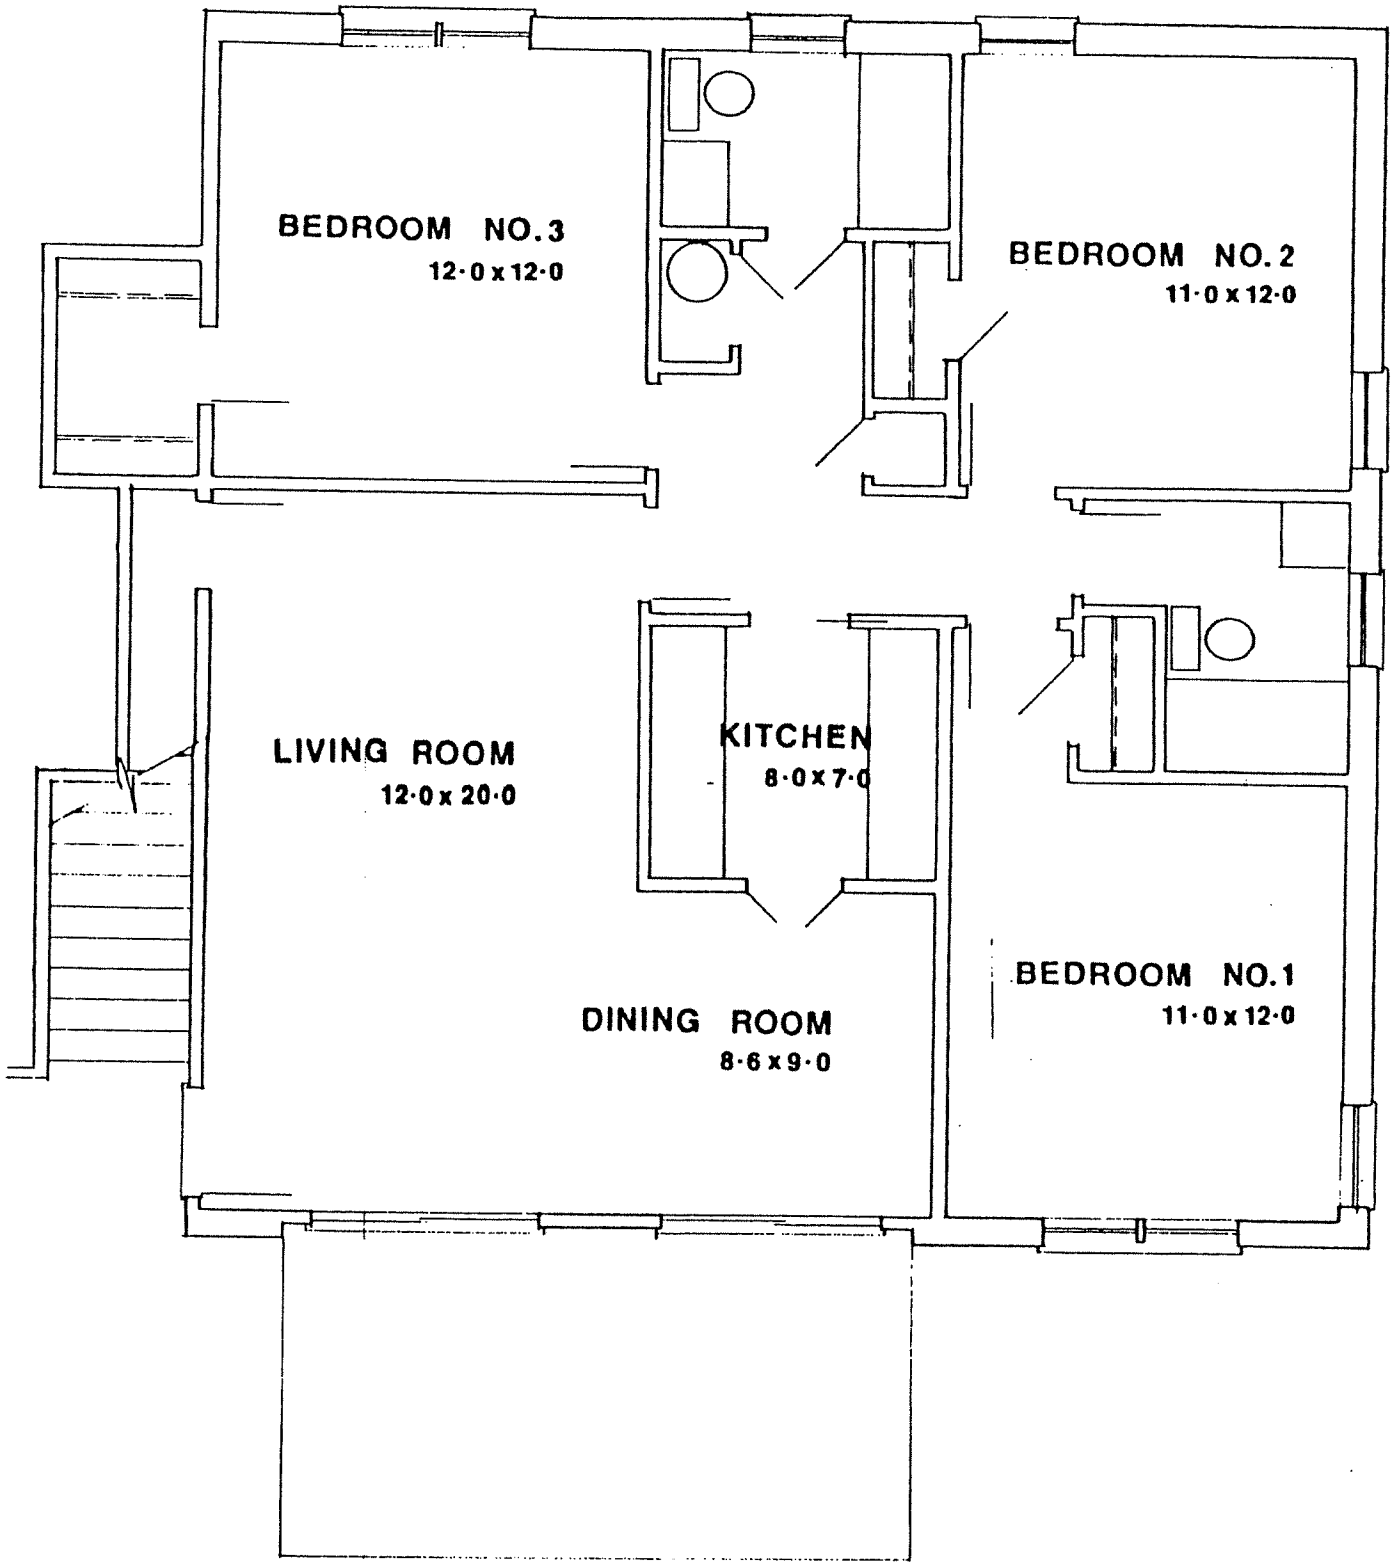 BEDROOM NO.3
12·0 x 12·0
BEDROOM NO.2
11·0 x 12·0
LIVING ROOM
12·0 x 20·0
KITCHEN
8·0 x 7·0
BEDROOM NO.1
11·0 x 12·0
DINING ROOM
8·6 x 9·0